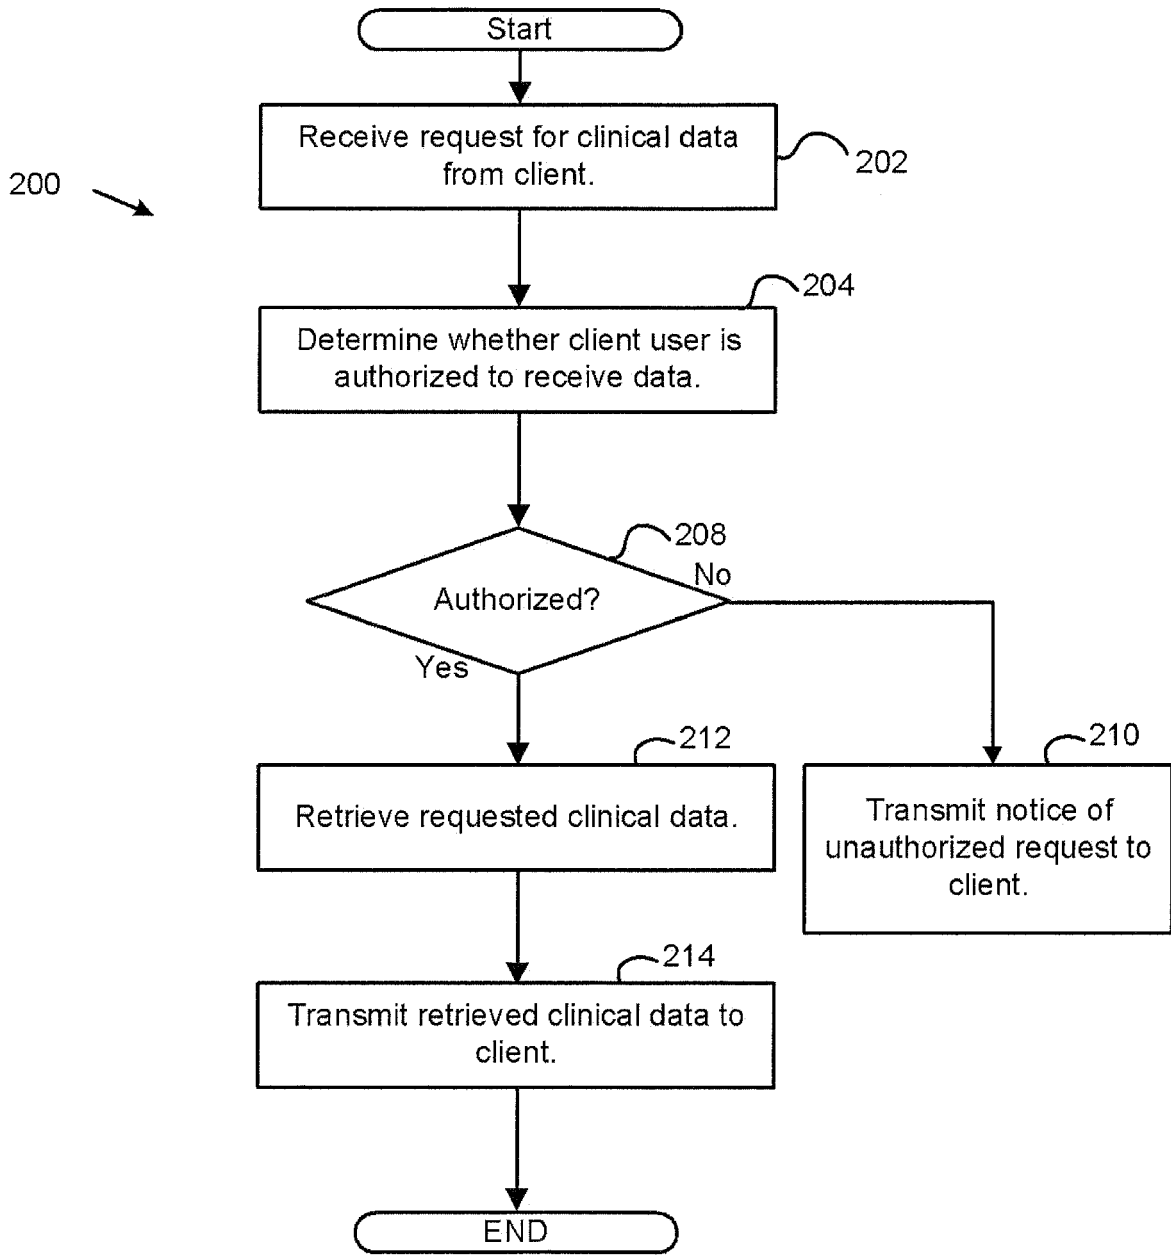 Start
Receive request for clinical data
from client.
202
200
204
Determine whether client user is
authorized to receive data.
208
No
Authorized?
Yes
212
210
Retrieve requested clinical data.
Transmit notice of
unauthorized request to
client.
214
Transmit retrieved clinical data to
client.
END